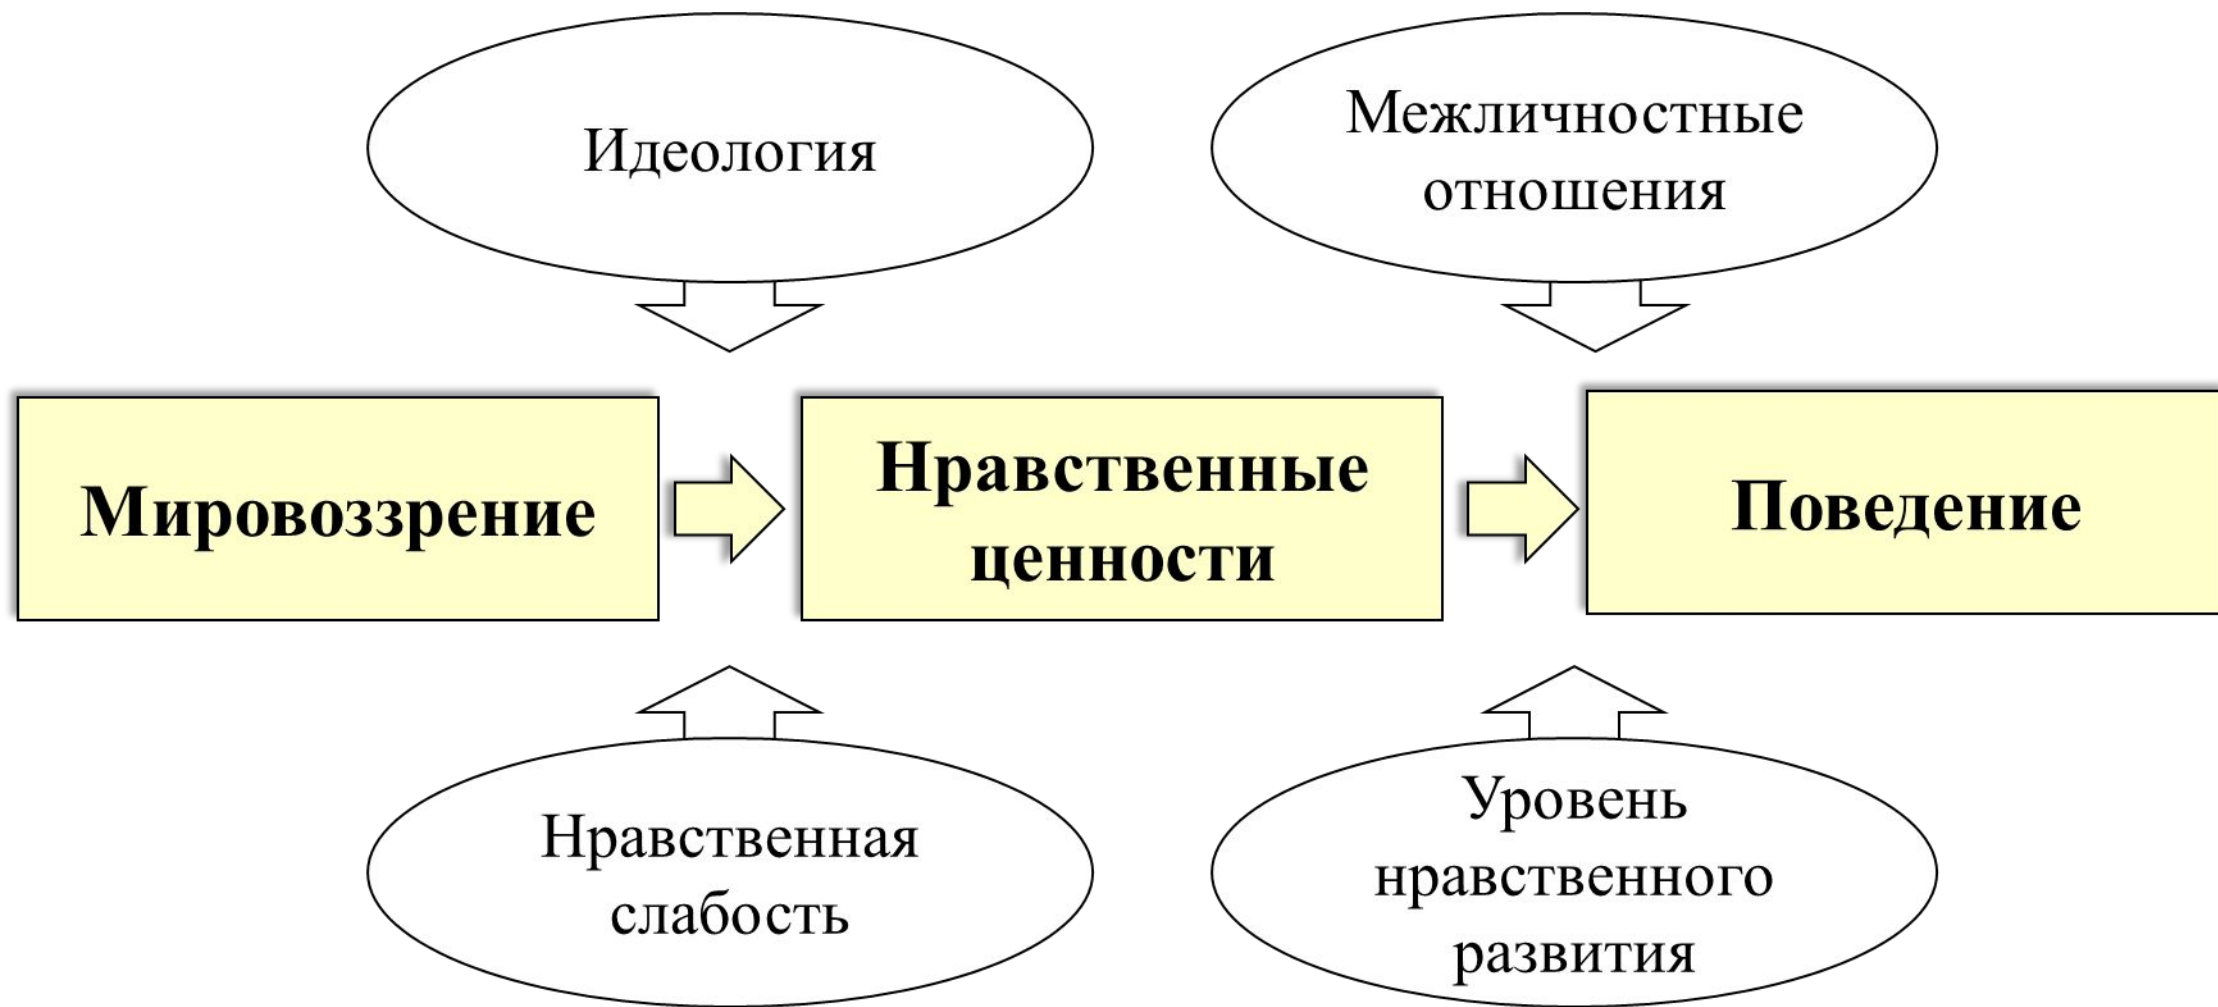 Идеология
Межличностные
отношения
Мировоззрение
Нравственные
ценности
Поведение
Нравственная
слабость
Уровень
нравственного
развития